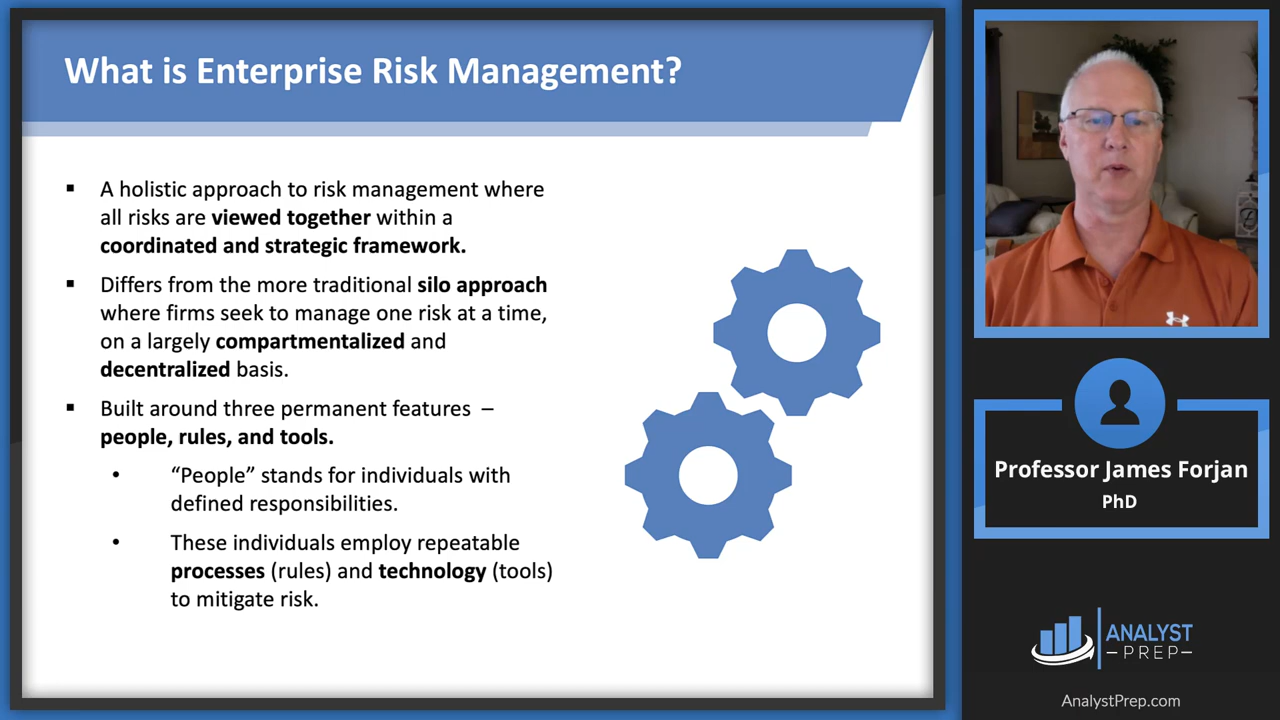 What is Enterprise Risk Management?
▪ A holistic approach to risk management where
all risks are viewed together within a
coordinated and strategic framework.
▪ Differs from the more traditional silo approach
where firms seek to manage one risk at a time,
on a largely compartmentalized and
decentralized basis.
▪ Built around three permanent features –
people, rules, and tools.
• “People” stands for individuals with
defined responsibilities.
• These individuals employ repeatable
processes (rules) and technology (tools)
to mitigate risk.
Professor James Forjan
PhD
ANALYST
–PREP–
AnalystPrep.com